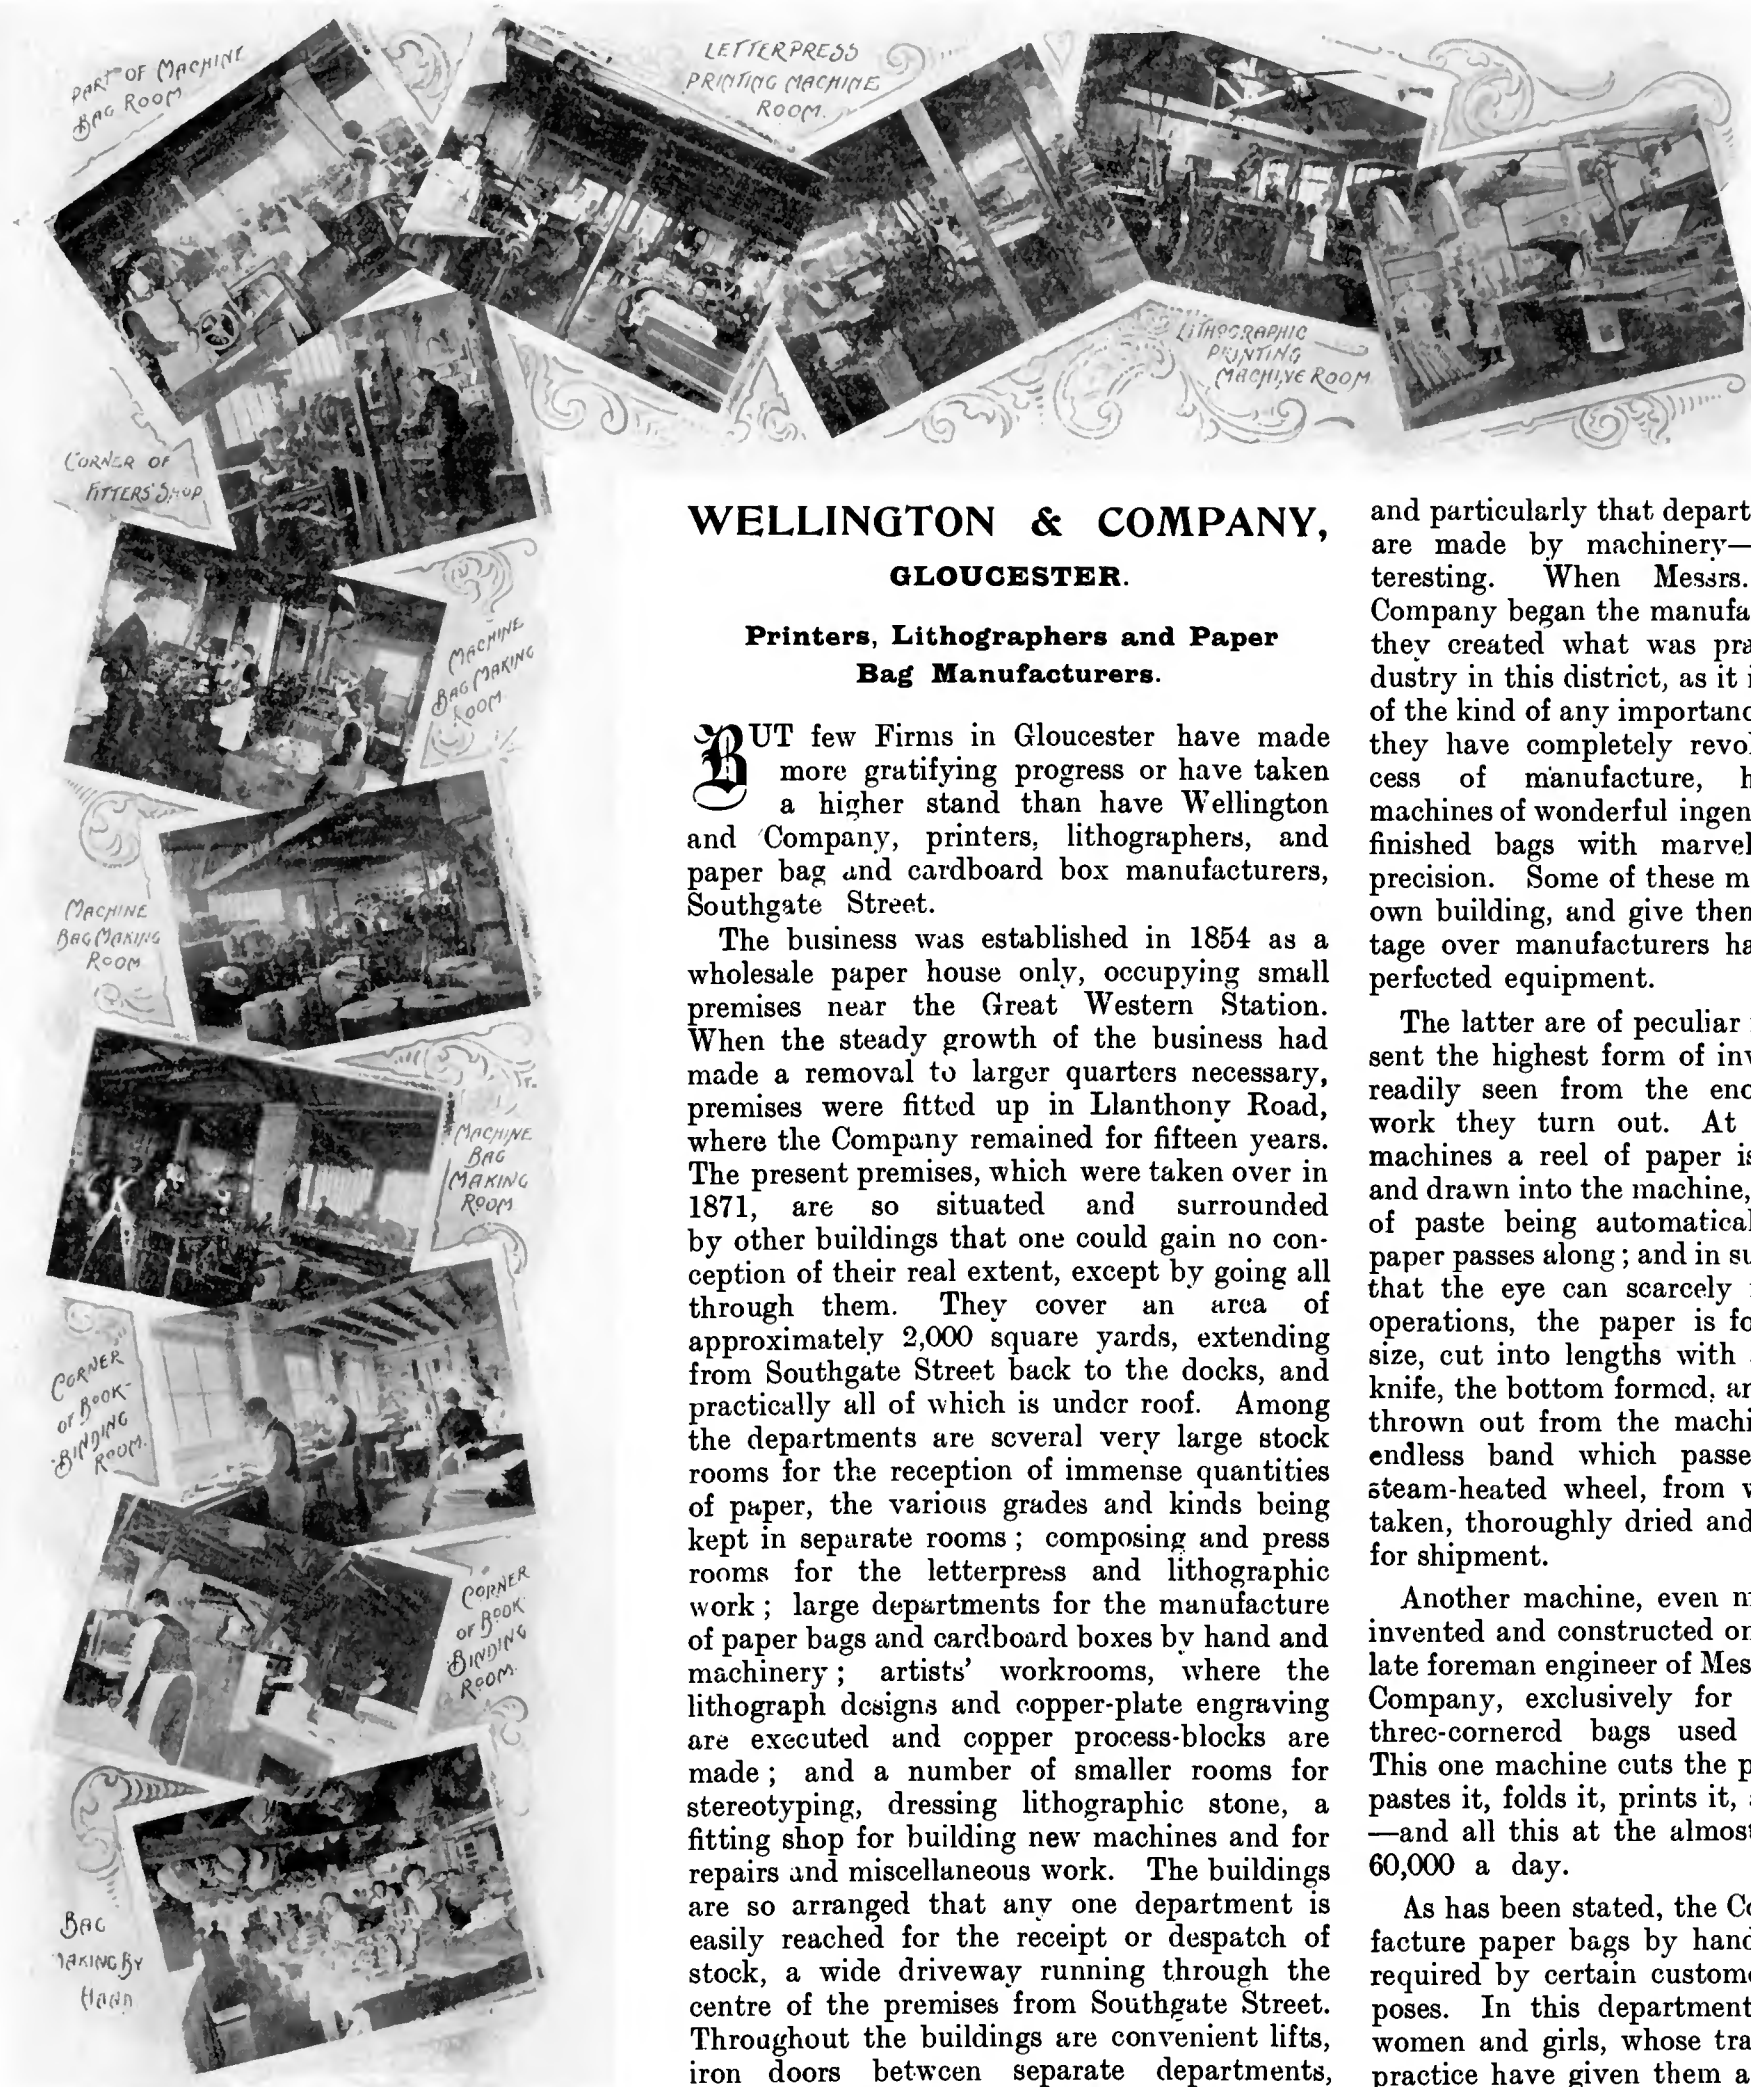 PART OF MACHINE
BAG ROOM
LETTERPRESS
PRINTING MACHINE
ROOM.
LITHOGRAPHIC
PRINTING
MACHINE ROOM
CORNER OF
FITTERS' SHOP
MACHINE
BAG MAKING
ROOM.
MACHINE
BAG MAKING
ROOM
MACHINE
BAG
MAKING
ROOM
CORNER
OF BOOK-
BINDING
ROOM.
CORNER
OF BOOK
BINDING
ROOM.
BAG
MAKING BY
HAND
WELLINGTON & COMPANY,
GLOUCESTER.
Printers, Lithographers and Paper
Bag Manufacturers.
BUT few Firms in Gloucester have made
more gratifying progress or have taken
a higher stand than have Wellington
and Company, printers, lithographers, and
paper bag and cardboard box manufacturers,
Southgate Street.
The business was established in 1854 as a
wholesale paper house only, occupying small
premises near the Great Western Station.
When the steady growth of the business had
made a removal to larger quarters necessary,
premises were fitted up in Llanthony Road,
where the Company remained for fifteen years.
The present premises, which were taken over in
1871, are so situated and surrounded
by other buildings that one could gain no con-
ception of their real extent, except by going all
through them. They cover an area of
approximately 2,000 square yards, extending
from Southgate Street back to the docks, and
practically all of which is under roof. Among
the departments are several very large stock
rooms for the reception of immense quantities
of paper, the various grades and kinds being
kept in separate rooms; composing and press
rooms for the letterpress and lithographic
work; large departments for the manufacture
of paper bags and cardboard boxes by hand and
machinery; artists' workrooms, where the
lithograph designs and copper-plate engraving
are executed and copper process-blocks are
made; and a number of smaller rooms for
stereotyping, dressing lithographic stone, a
fitting shop for building new machines and for
repairs and miscellaneous work. The buildings
are so arranged that any one department is
easily reached for the receipt or despatch of
stock, a wide driveway running through the
centre of the premises from Southgate Street.
Throughout the buildings are convenient lifts,
iron doors between separate departments,
and particularly that depart
are made by machinery—
teresting. When Messrs.
Company began the manufa
they created what was pra
dustry in this district, as it i
of the kind of any importanc
they have completely revol
cess of manufacture, h
machines of wonderful ingen
finished bags with marvel
precision. Some of these m
own building, and give then
tage over manufacturers ha
perfected equipment.
The latter are of peculiar
sent the highest form of inv
readily seen from the eno
work they turn out. At
machines a reel of paper is
and drawn into the machine,
of paste being automatical
paper passes along; and in su
that the eye can scarcely
operations, the paper is fo
size, cut into lengths with
knife, the bottom formed, an
thrown out from the machi
endless band which passe
steam-heated wheel, from w
taken, thoroughly dried and
for shipment.
Another machine, even m
invented and constructed on
late foreman engineer of Mes
Company, exclusively for
three-cornered bags used
This one machine cuts the p
pastes it, folds it, prints it,
—and all this at the almost
60,000 a day.
As has been stated, the Co
facture paper bags by hand
required by certain custome
poses. In this department
women and girls, whose tra
practice have given them a